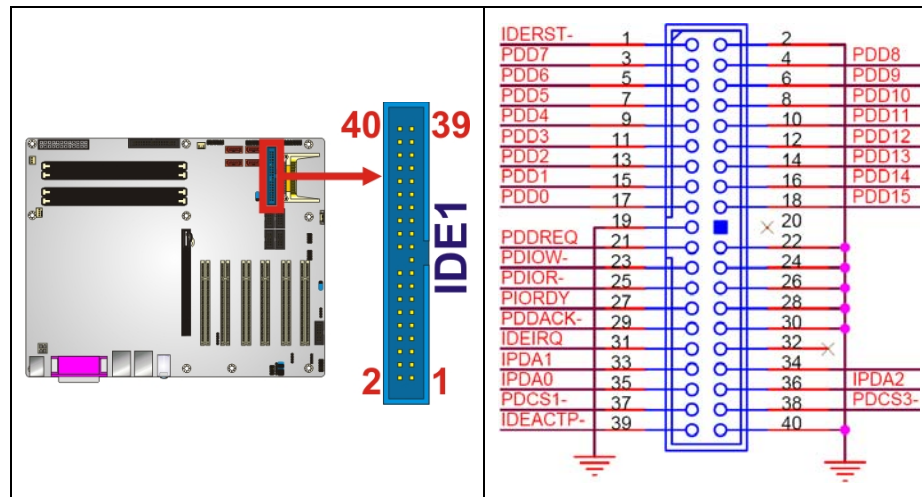 40 39
IDE1
2 1
IDERST- 1 2
PDD7 3 4 PDD8
PDD6 5 6 PDD9
PDD5 7 8 PDD10
PDD4 9 10 PDD11
PDD3 11 12 PDD12
PDD2 13 14 PDD13
PDD1 15 16 PDD14
PDD0 17 18 PDD15
19 20
PDDREQ 21 22
PDIOW- 23 24
PDIOR- 25 26
PIORDY 27 28
PDDACK- 29 30
IDEIRQ 31 32
IPDA1 33 34
IPDA0 35 36 IPDA2
PDCS1- 37 38 PDCS3-
IDEACTP- 39 40